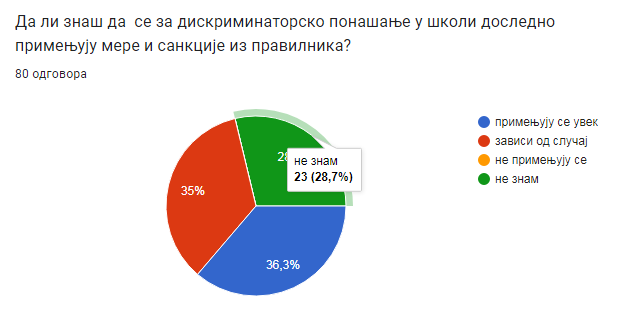 Да ли знаш да  се за дискриминаторско понашање у школи доследно
примењују мере и санкције из правилника?
80 одговора
примењују се увек
зависи од случај
не примењују се
не знам
28
не знам
23 (28,7%)
35%
36,3%